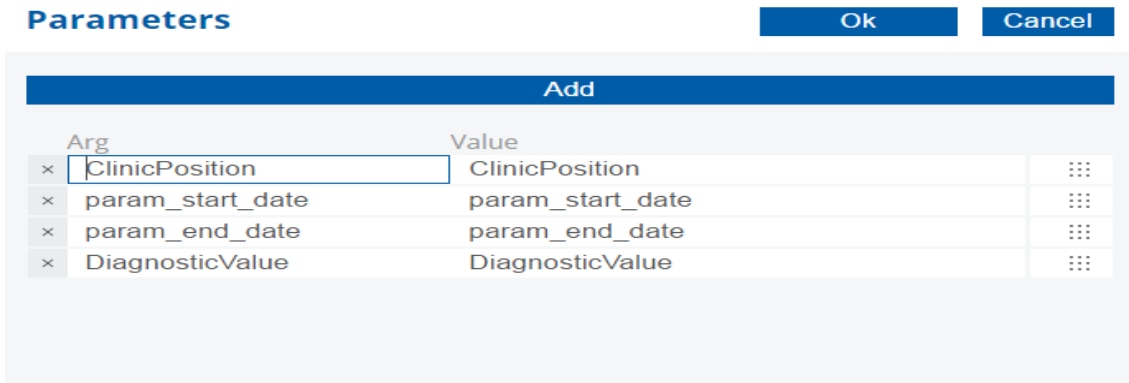 Parameters Ok Cancel
Add
Arg Value
× ClinicPosition ClinicPosition
× param_start_date param_start_date
× param_end_date param_end_date
× DiagnosticValue DiagnosticValue